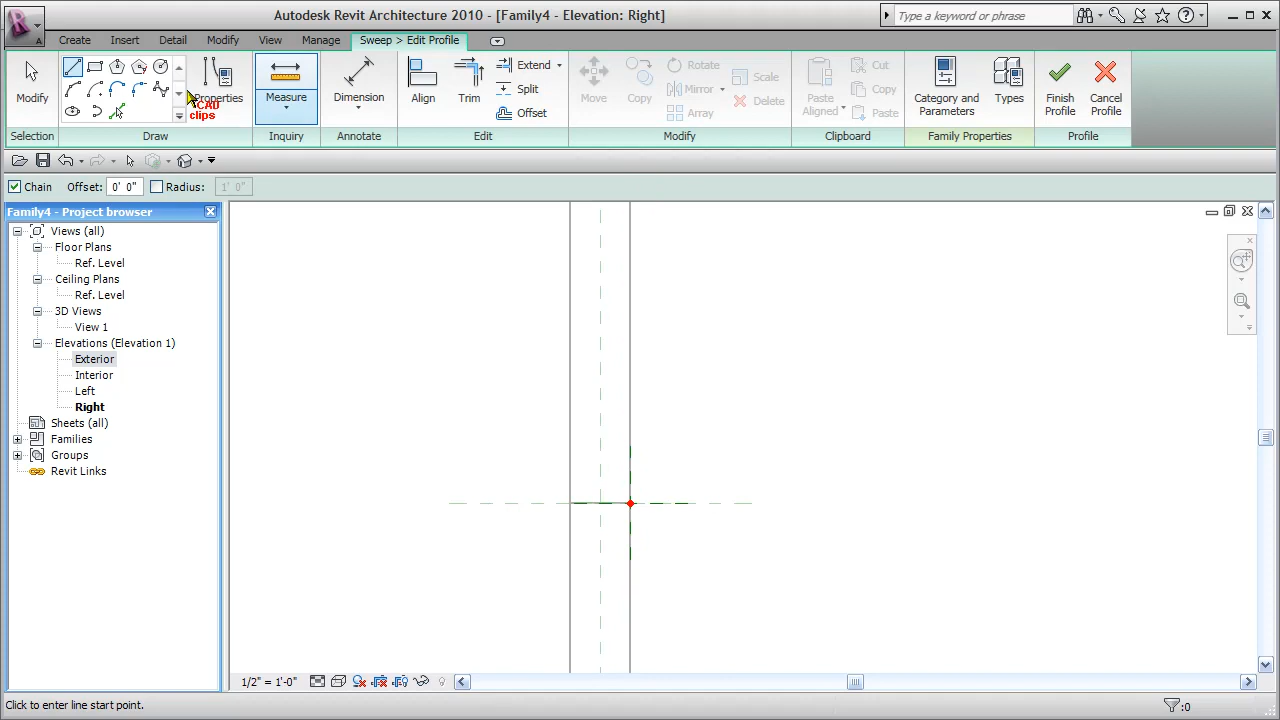 Autodesk Revit Architecture 2010 - [Family4 - Elevation: Right]
Type a keyword or phrase
Create Insert Detail Modify View Manage Sweep > Edit Profile
Modify
Properties
CAD
clips
Measure
Dimension
Align
Trim
Extend
Split
Offset
Move
Copy
Rotate
Mirror
Array
Scale
Delete
Paste
Aligned
Cut
Copy
Paste
Category and
Parameters
Types
Finish
Profile
Cancel
Profile
Selection Draw Inquiry Annotate Edit Modify Clipboard Family Properties Profile
Chain Offset: 0' 0" Radius: 1' 0"
Family4 - Project browser
Views (all)
Floor Plans
Ref. Level
Ceiling Plans
Ref. Level
3D Views
View 1
Elevations (Elevation 1)
Exterior
Interior
Left
Right
Sheets (all)
Families
Groups
Revit Links
1/2" = 1'-0"
Click to enter line start point.
:0